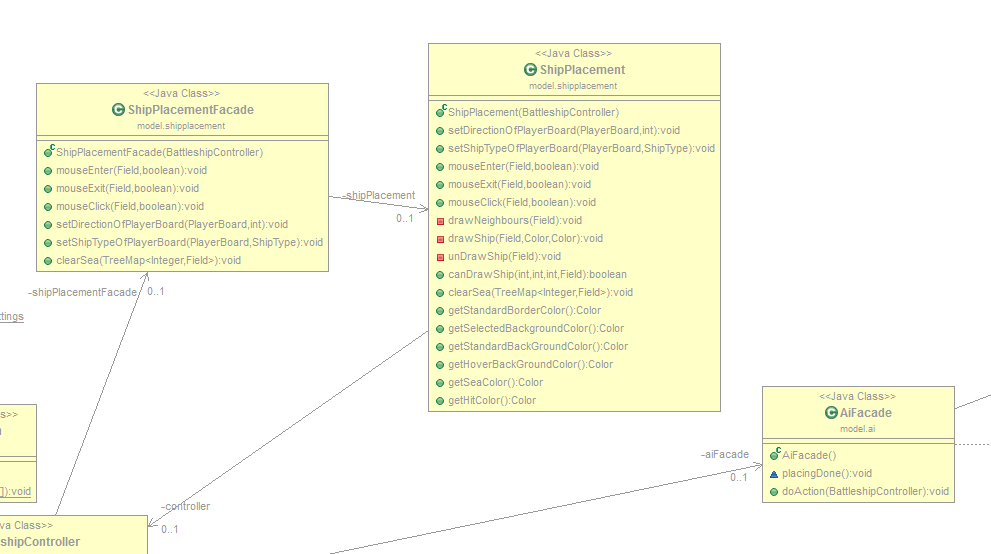 <<Java Class>>
ShipPlacement
model.shipplacement
ShipPlacement(BattleshipController)
setDirectionOfPlayerBoard(PlayerBoard,int):void
setShipTypeOfPlayerBoard(PlayerBoard,ShipType):void
mouseEnter(Field,boolean):void
mouseExit(Field,boolean):void
mouseClick(Field,boolean):void
drawNeighbours(Field):void
drawShip(Field,Color,Color):void
unDrawShip(Field):void
canDrawShip(int,int,int,Field):boolean
clearSea(TreeMap<Integer,Field>):void
getStandardBorderColor():Color
getSelectedBackgroundColor():Color
getStandardBackGroundColor():Color
getHoverBackGroundColor():Color
getSeaColor():Color
getHitColor():Color
<<Java Class>>
ShipPlacementFacade
model.shipplacement
ShipPlacementFacade(BattleshipController)
mouseEnter(Field,boolean):void
mouseExit(Field,boolean):void
mouseClick(Field,boolean):void
setDirectionOfPlayerBoard(PlayerBoard,int):void
setShipTypeOfPlayerBoard(PlayerBoard,ShipType):void
clearSea(TreeMap<Integer,Field>):void
-shipPlacement
0..1
-shipPlacementFacade
0..1
ttings
s>>
]):void
<<Java Class>>
AiFacade
model.ai
AiFacade()
placingDone():void
doAction(BattleshipController):void
-aiFacade
0..1
-controller
0..1
va Class>>
shipController